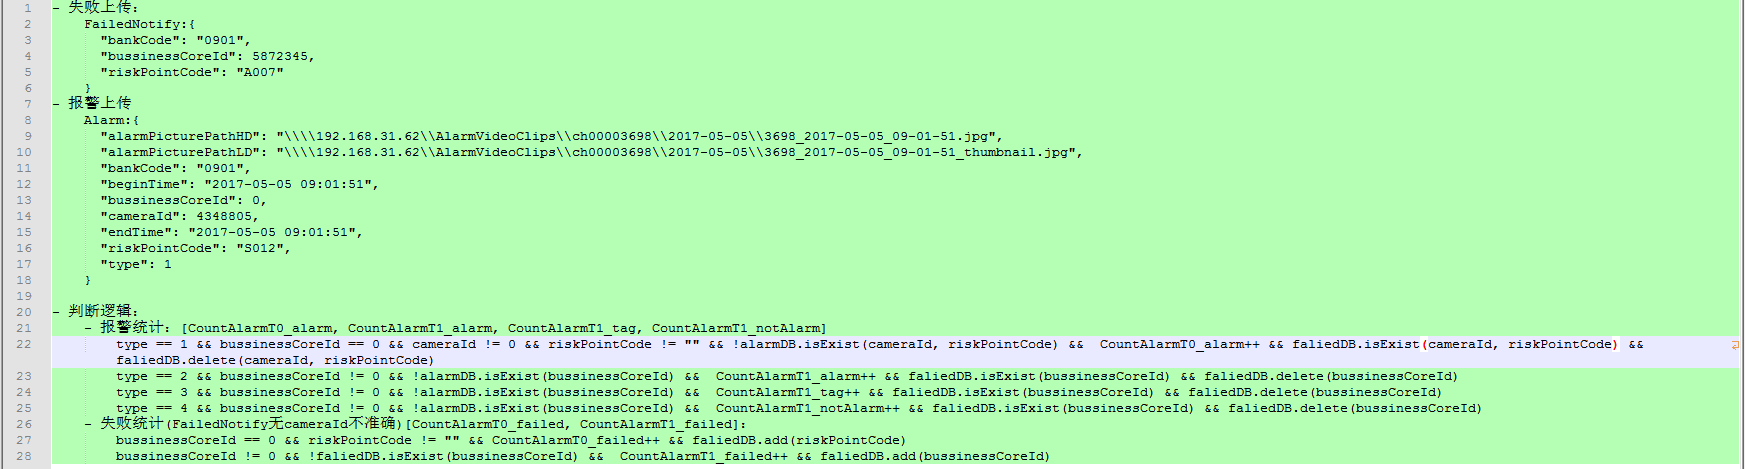 1 - 失败上传:
2 FailedNotify:{
3 "bankCode": "0901",
4 "bussinessCoreId": 5872345,
5 "riskPointCode": "A007"
6 }
7 - 报警上传
8 Alarm:{
9 "alarmPicturePathHD": "\\\\192.168.31.62\\AlarmVideoClips\\ch00003698\\2017-05-05\\3698_2017-05-05_09-01-51.jpg",
10 "alarmPicturePathLD": "\\\\192.168.31.62\\AlarmVideoClips\\ch00003698\\2017-05-05\\3698_2017-05-05_09-01-51_thumbnail.jpg",
11 "bankCode": "0901",
12 "beginTime": "2017-05-05 09:01:51",
13 "bussinessCoreId": 0,
14 "cameraId": 4348805,
15 "endTime": "2017-05-05 09:01:51",
16 "riskPointCode": "S012",
17 "type": 1
18 }
19
20 - 判断逻辑:
21 - 报警统计: [CountAlarmT0_alarm, CountAlarmT1_alarm, CountAlarmT1_tag, CountAlarmT1_notAlarm]
22 type == 1 && bussinessCoreId == 0 && cameraId != 0 && riskPointCode != "" && !alarmDB.isExist(cameraId, riskPointCode) && CountAlarmT0_alarm++ && faliedDB.isExist(cameraId, riskPointCode) &&
faliedDB.delete(cameraId, riskPointCode)
23 type == 2 && bussinessCoreId != 0 && !alarmDB.isExist(bussinessCoreId) && CountAlarmT1_alarm++ && faliedDB.isExist(bussinessCoreId) && faliedDB.delete(bussinessCoreId)
24 type == 3 && bussinessCoreId != 0 && !alarmDB.isExist(bussinessCoreId) && CountAlarmT1_tag++ && faliedDB.isExist(bussinessCoreId) && faliedDB.delete(bussinessCoreId)
25 type == 4 && bussinessCoreId != 0 && !alarmDB.isExist(bussinessCoreId) && CountAlarmT1_notAlarm++ && faliedDB.isExist(bussinessCoreId) && faliedDB.delete(bussinessCoreId)
26 - 失败统计(FailedNotify无cameraId不准确)[CountAlarmT0_failed, CountAlarmT1_failed]:
27 bussinessCoreId == 0 && riskPointCode != "" && CountAlarmT0_failed++ && faliedDB.add(riskPointCode)
28 bussinessCoreId != 0 && !faliedDB.isExist(bussinessCoreId) && CountAlarmT1_failed++ && faliedDB.add(bussinessCoreId)